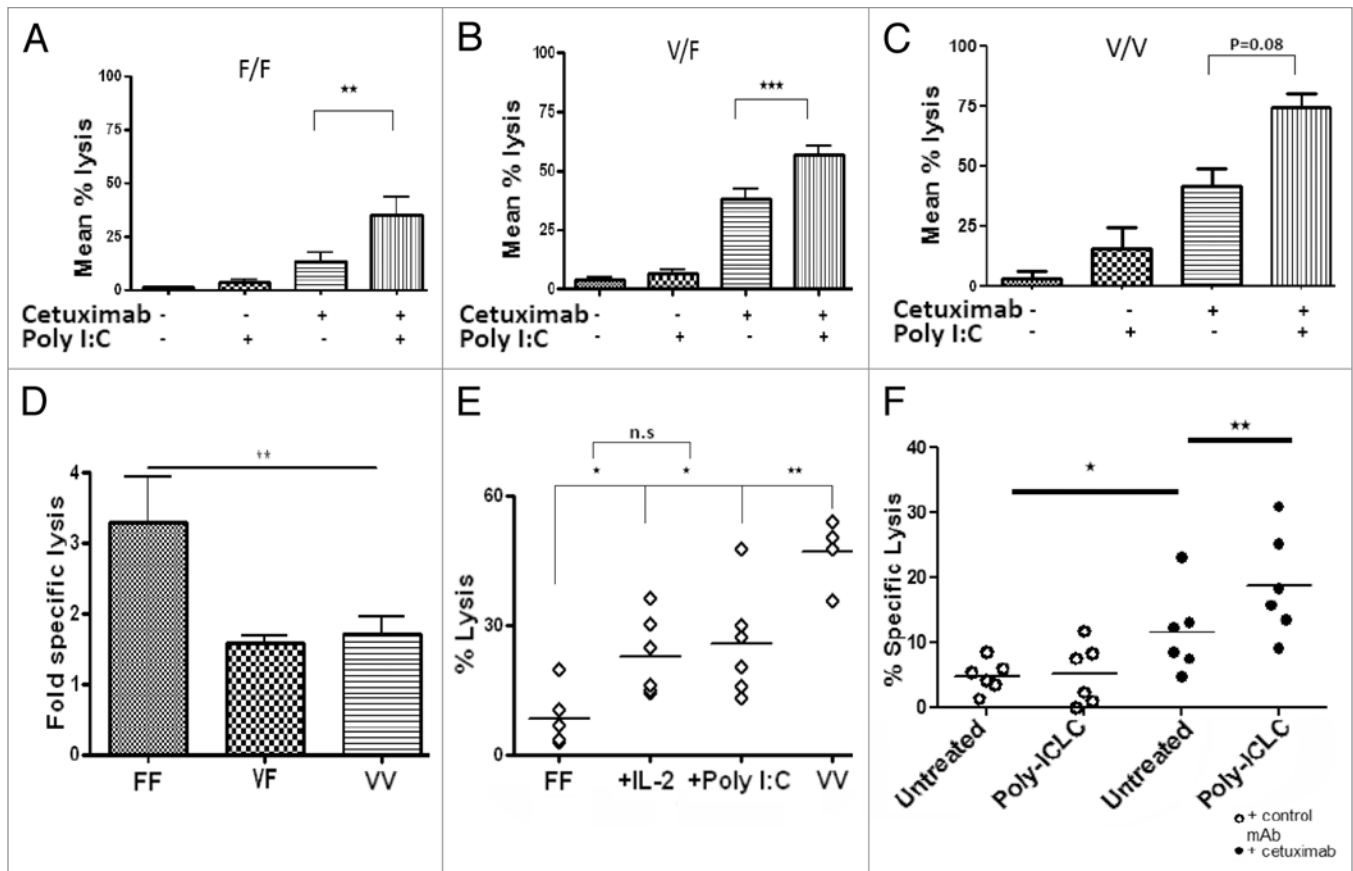 A
F/F
Mean % lysis
100
75
50
25
0
★★
Cetuximab - - + +
Poly I:C - + - +
B
V/F
Mean % lysis
100
75
50
25
0
★★★
Cetuximab - - + +
Poly I:C - + - +
C
V/V
Mean % lysis
100
75
50
25
0
P=0.08
Cetuximab - - + +
Poly I:C - + - +
D
Fold specific lysis
4
3
2
1
0
★★
FF VF VV
E
% Lysis
60
30
0
n.s
★ ★ ★★
FF +IL-2 +Poly I:C VV
F
% Specific Lysis
40
30
20
10
0
★ ★★
Untreated Poly-ICLC Untreated Poly-ICLC
+ control
mAb
+ cetuximab